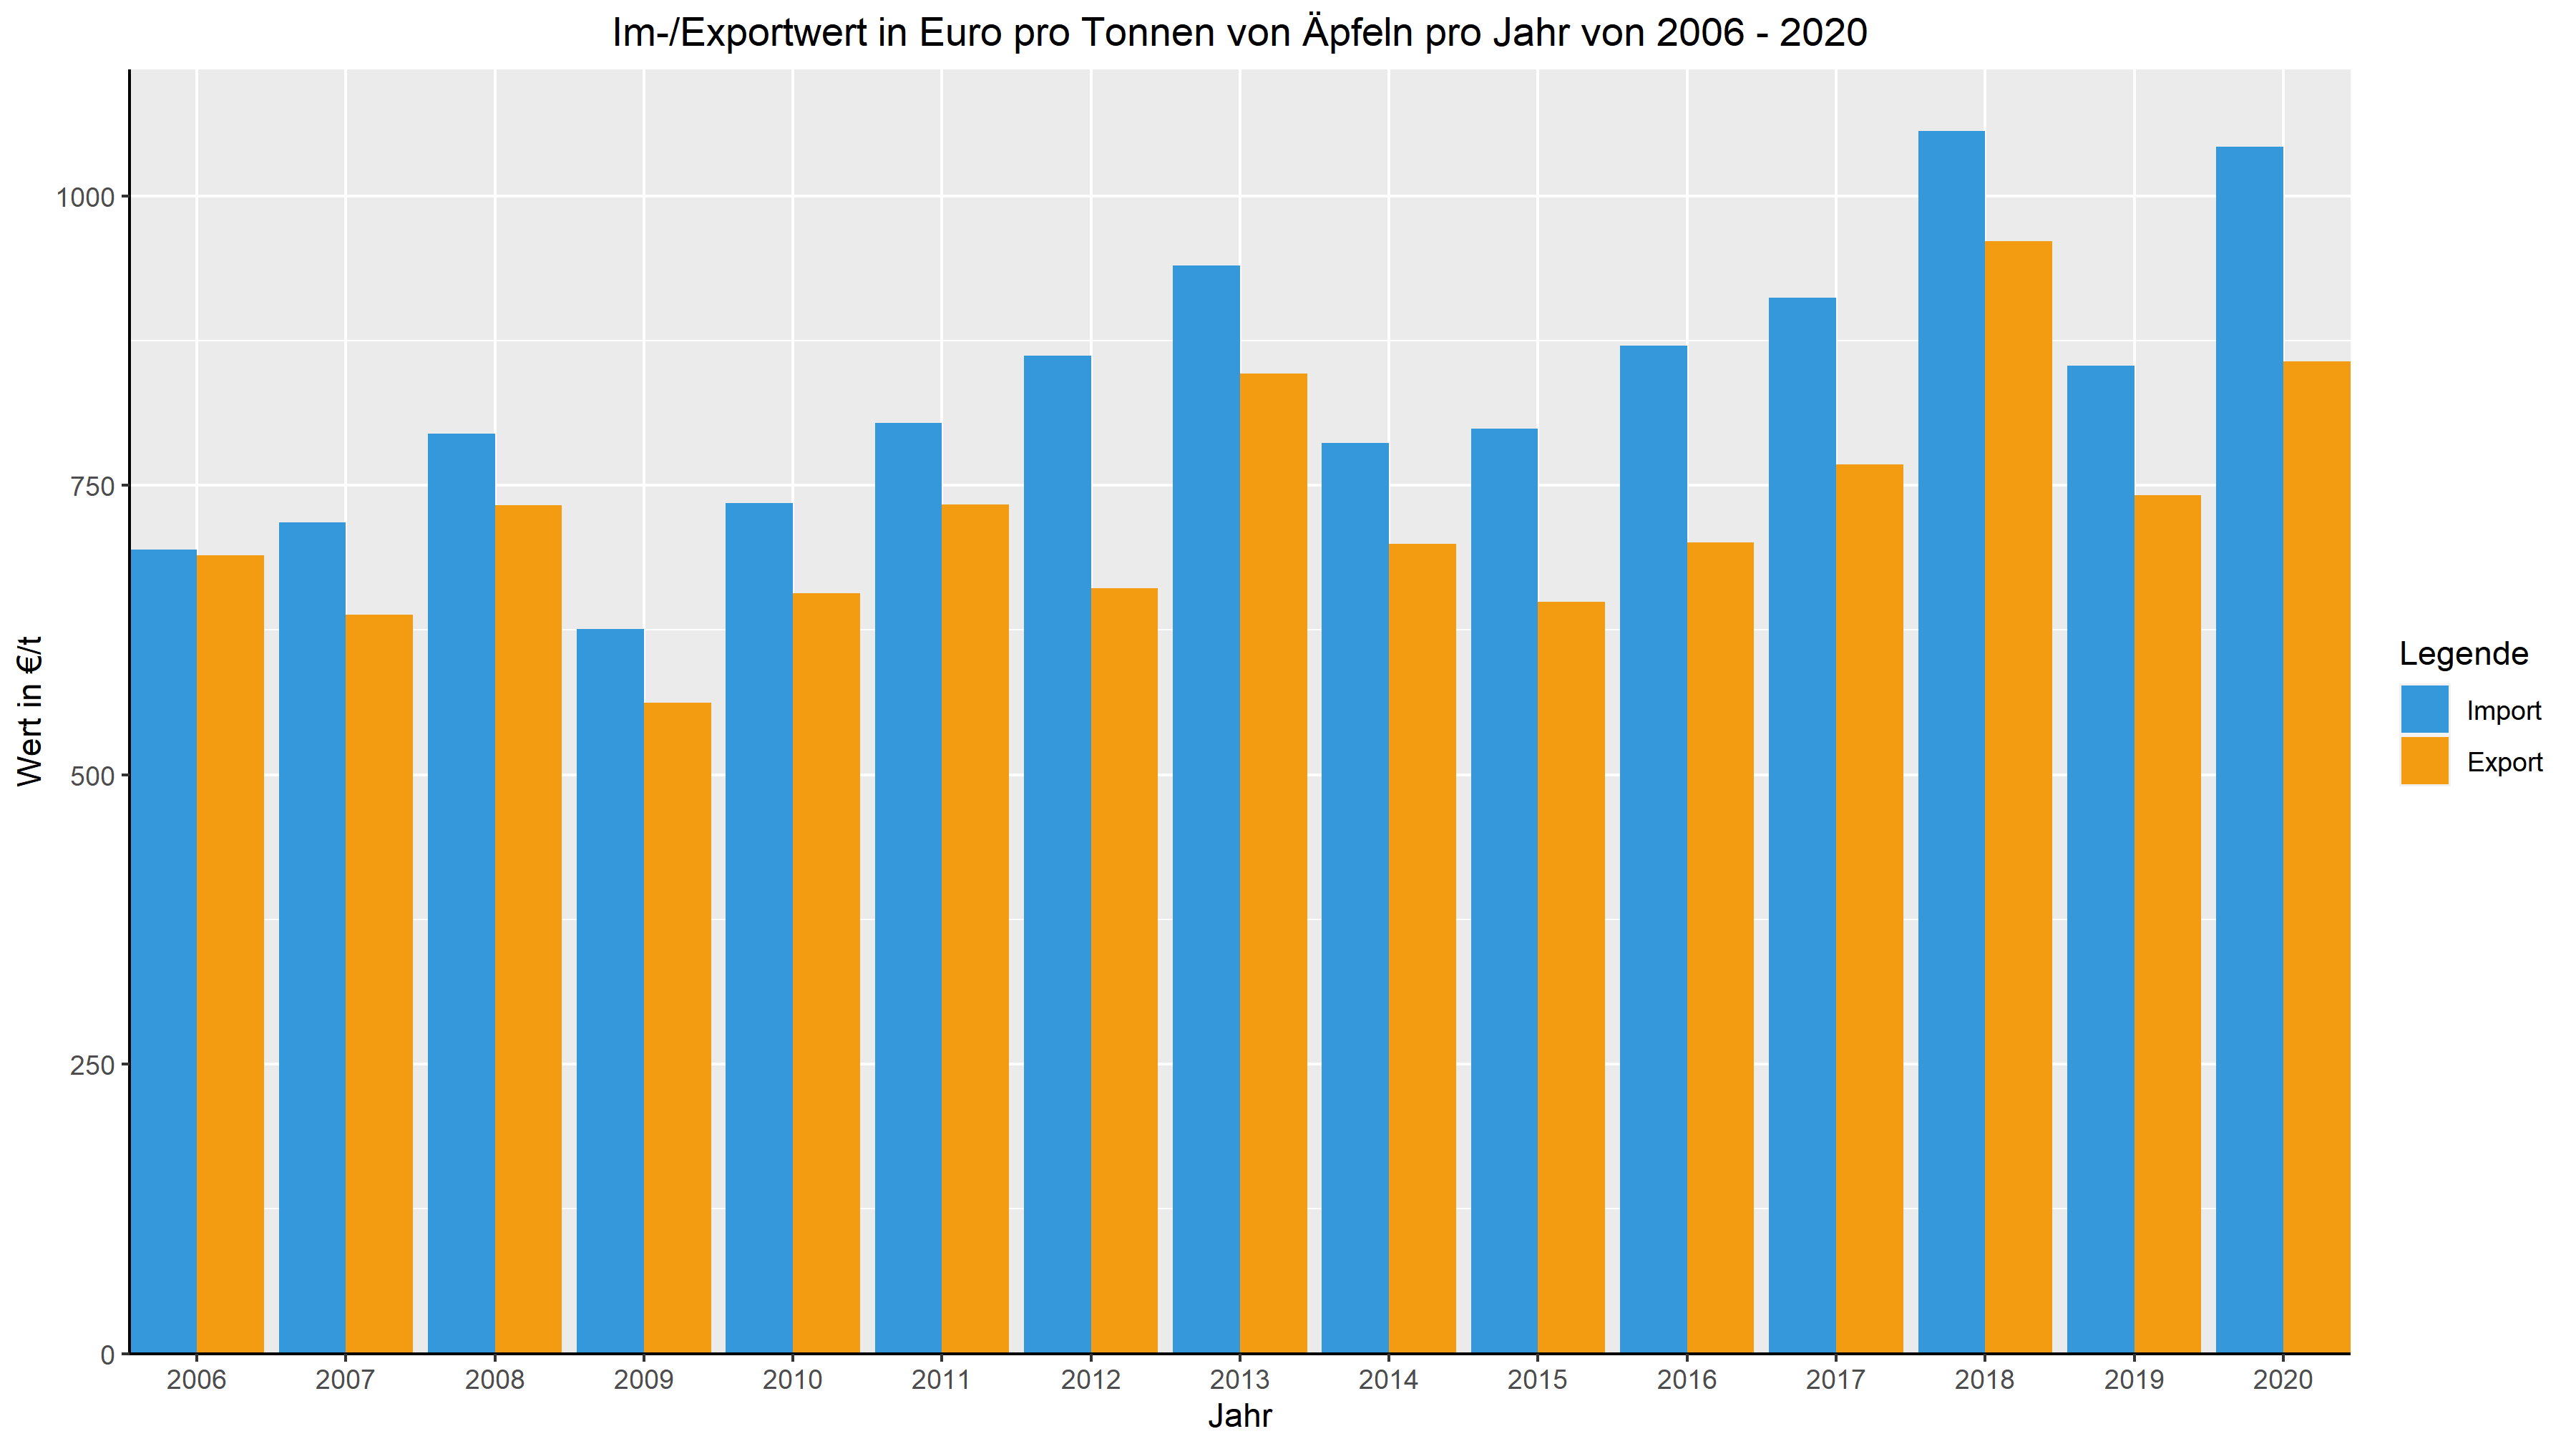 Im-/Exportwert in Euro pro Tonnen von Äpfeln pro Jahr von 2006 - 2020
Wert in €/t
1000
750
500
250
0
2006 2007 2008 2009 2010 2011 2012 2013 2014 2015 2016 2017 2018 2019 2020
Jahr
Legende
Import
Export